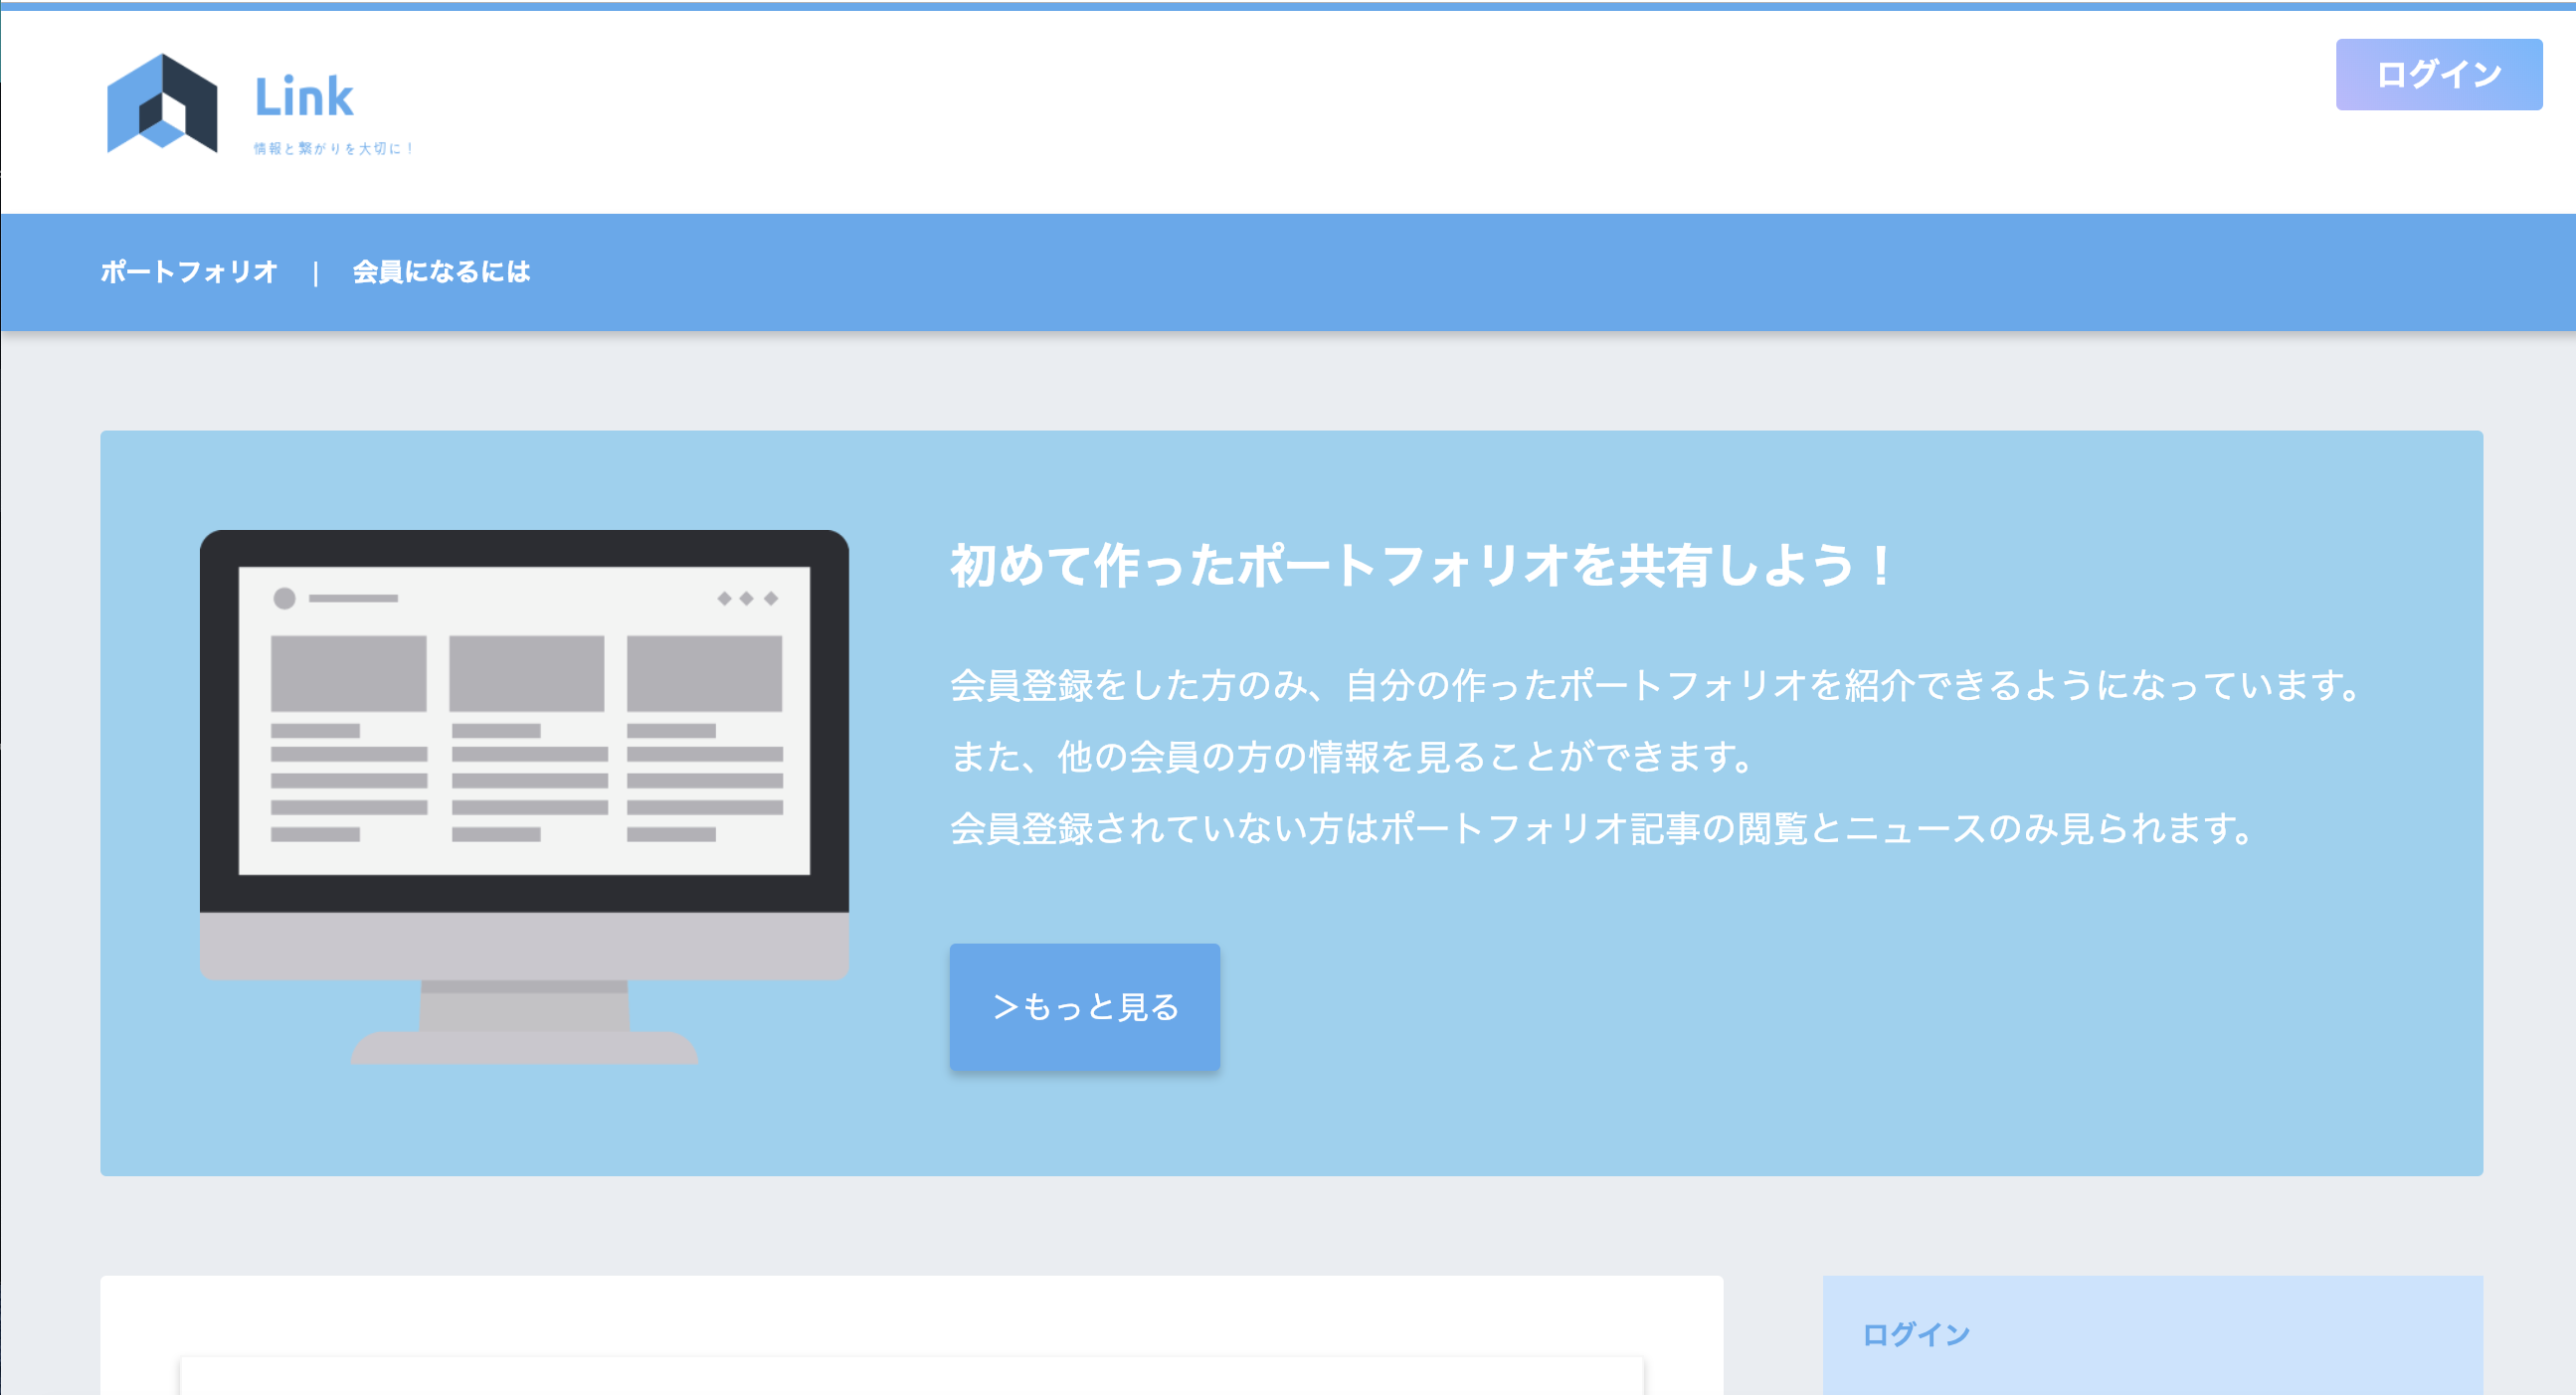 Link
情報と繋がりを大切に！
ログイン
ポートフォリオ | 会員になるには
初めて作ったポートフォリオを共有しよう！
会員登録をした方のみ、自分の作ったポートフォリオを紹介できるようになっています。
また、他の会員の方の情報を見ることができます。
会員登録されていない方はポートフォリオ記事の閲覧とニュースのみ見られます。
＞もっと見る
ログイン